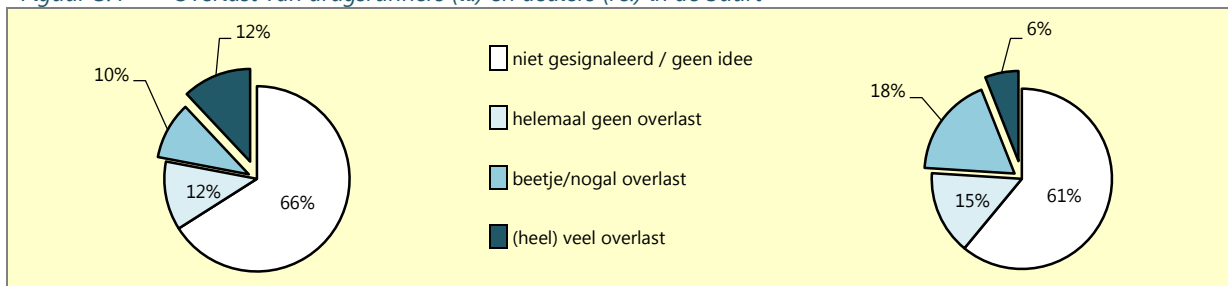 12%
10%
12%
66%
niet gesignaleerd / geen idee
helemaal geen overlast
beetje/nogal overlast
(heel) veel overlast
6%
18%
15%
61%